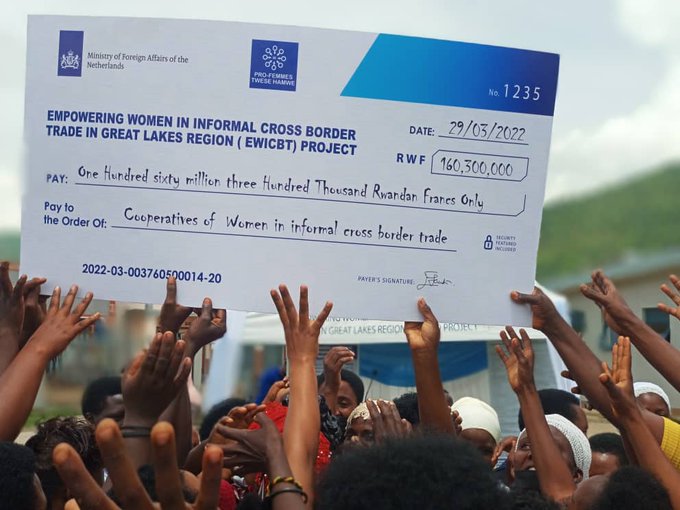 Ministry of Foreign Affairs of the
Netherlands
PRO-FEMMES
TWESE HAMWE
No. 1235
EMPOWERING WOMEN IN INFORMAL CROSS BORDER
TRADE IN GREAT LAKES REGION ( EWICBT) PROJECT
DATE: 29/03/2022
RWF 160,300,000
PAY: One Hundred sixty million three Hundred Thousand Rwandan Francs Only
Pay to
the Order Of: Cooperatives of Women in informal cross border trade
SECURITY
FEATURED
INCLUDED
2022-03-003760500014-20
PAYER'S SIGNATURE:
WOMEN
IN GREAT LAKES REGION PROJECT